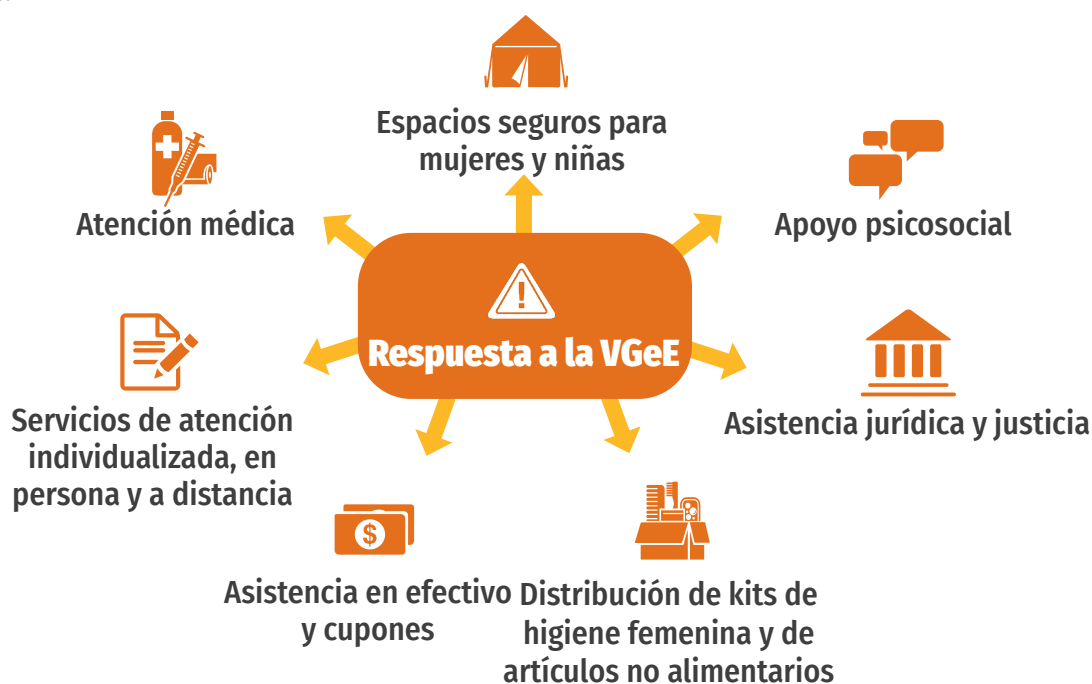 Espacios seguros para
mujeres y niñas
Atención médica
Apoyo psicosocial
Respuesta a la VGeE
Servicios de atención
individualizada, en
persona y a distancia
Asistencia jurídica y justicia
$
Asistencia en efectivo
y cupones
Distribución de kits de
higiene femenina y de
artículos no alimentarios